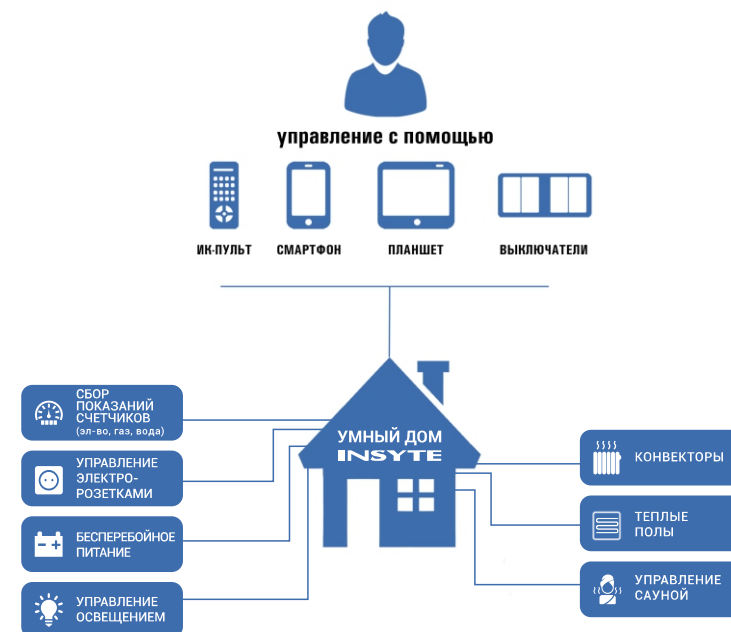 управление с помощью
ИК-ПУЛЬТ СМАРТФОН ПЛАНШЕТ ВЫКЛЮЧАТЕЛИ
УМНЫЙ ДОМ
INSYTE
СБОР
ПОКАЗАНИЙ
СЧЕТЧИКОВ
(эл-во, газ, вода)
УПРАВЛЕНИЕ
ЭЛЕКТРО-
РОЗЕТКАМИ
БЕСПЕРЕБОЙНОЕ
ПИТАНИЕ
УПРАВЛЕНИЕ
ОСВЕЩЕНИЕМ
КОНВЕКТОРЫ
ТЕПЛЫЕ
ПОЛЫ
УПРАВЛЕНИЕ
САУНОЙ